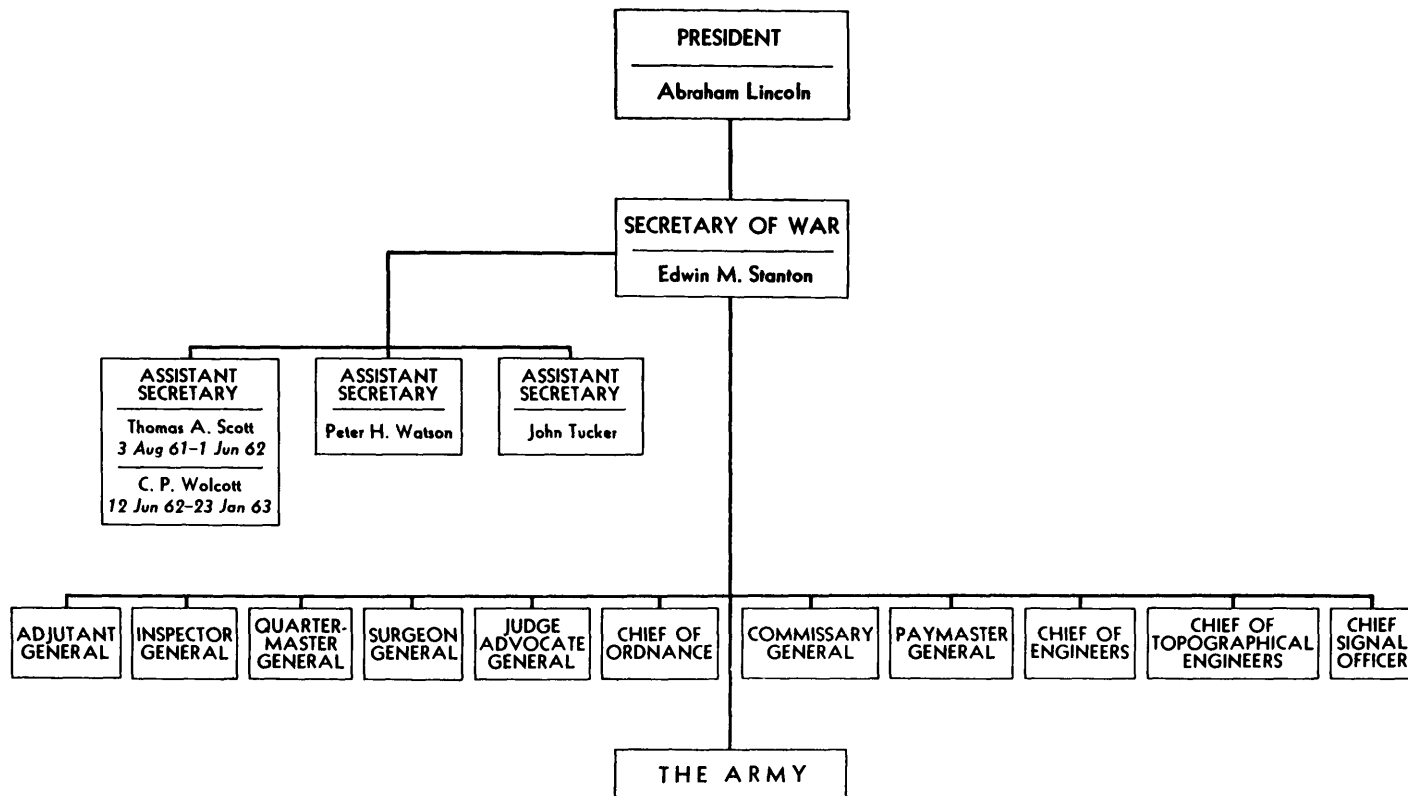 PRESIDENT
Abraham Lincoln
SECRETARY OF WAR
Edwin M. Stanton
ASSISTANT
SECRETARY
Thomas A. Scott
3 Aug 61–1 Jun 62
C. P. Wolcott
12 Jun 62–23 Jan 63
ASSISTANT
SECRETARY
Peter H. Watson
ASSISTANT
SECRETARY
John Tucker
ADJUTANT
GENERAL
INSPECTOR
GENERAL
QUARTER-
MASTER
GENERAL
SURGEON
GENERAL
JUDGE
ADVOCATE
GENERAL
CHIEF OF
ORDNANCE
COMMISSARY
GENERAL
PAYMASTER
GENERAL
CHIEF OF
ENGINEERS
CHIEF OF
TOPOGRAPHICAL
ENGINEERS
CHIEF
SIGNAL
OFFICER
THE ARMY